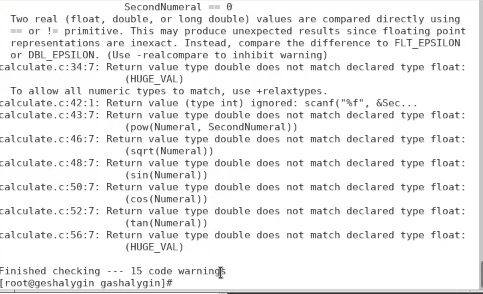 SecondNumeral == 0
Two real (float, double, or long double) values are compared directly using
== or != primitive. This may produce unexpected results since floating point
representations are inexact. Instead, compare the difference to FLT_EPSILON
or DBL_EPSILON. (Use -realcompare to inhibit warning)
calculate.c:34:7: Return value type double does not match declared type float:
(HUGE_VAL)
To allow all numeric types to match, use +relaxtypes.
calculate.c:42:1: Return value (type int) ignored: scanf("%f", &Sec...
calculate.c:43:7: Return value type double does not match declared type float:
(pow(Numeral, SecondNumeral))
calculate.c:46:7: Return value type double does not match declared type float:
(sqrt(Numeral))
calculate.c:48:7: Return value type double does not match declared type float:
(sin(Numeral))
calculate.c:50:7: Return value type double does not match declared type float:
(cos(Numeral))
calculate.c:52:7: Return value type double does not match declared type float:
(tan(Numeral))
calculate.c:56:7: Return value type double does not match declared type float:
(HUGE_VAL)
Finished checking --- 15 code warnings
[root@geshalygin gashalygin]#